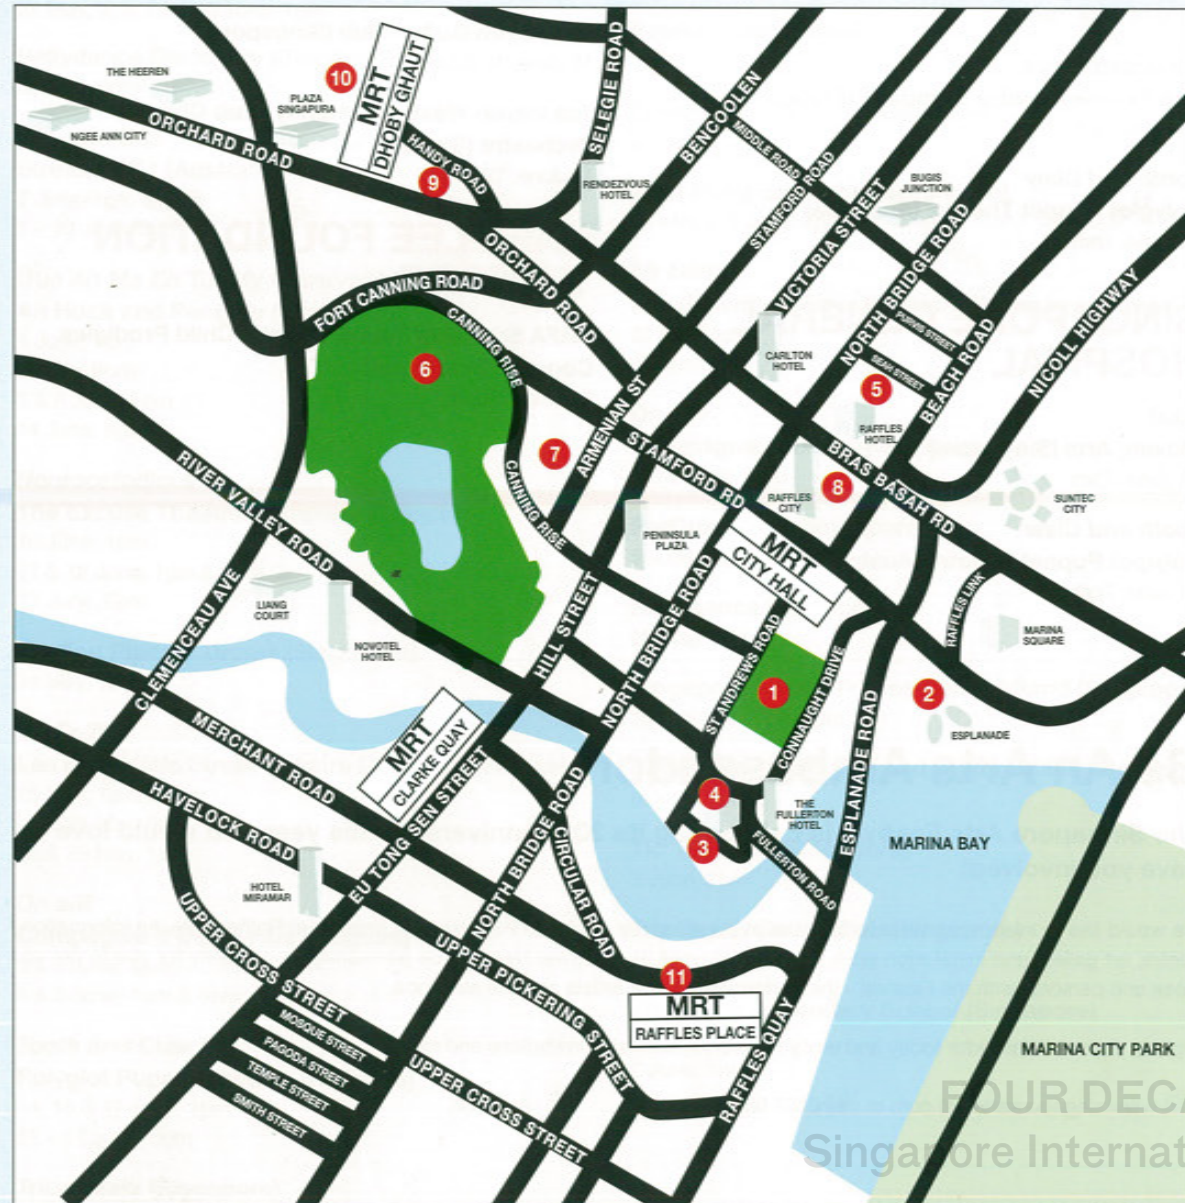 THE HEEREN
NGEE ANN CITY
PLAZA
SINGAPURA
10
MRT
DHOBY GHAUT
ORCHARD ROAD
HANDY ROAD
9
SELEGIE ROAD
RENDEZVOUS
HOTEL
BENCOOLEN
MIDDLE ROAD
STAMFORD ROAD
BUGIS
JUNCTION
VICTORIA STREET
NORTH BRIDGE ROAD
PURVIS STREET
SEAH STREET
BEACH ROAD
NICOLL HIGHWAY
LEE FOUNDATION
ORCHARD ROAD
FORT CANNING ROAD
CANNING RISE
6
CARLTON
HOTEL
5
RAFFLES
HOTEL
ARMENIAN ST
7
CANNING RISE
STAMFORD RD
BRAS BASAH RD
RAFFLES
CITY
8
SUNTEC
CITY
RIVER VALLEY ROAD
PENINSULA
PLAZA
MRT
CITY HALL
LIANG
COURT
NOVOTEL
HOTEL
CLEMENCEAU AVE
HILL STREET
NORTH BRIDGE ROAD
ST ANDREWS ROAD
1
CONNAUGHT DRIVE
RAFFLES LINK
MARINA
SQUARE
2
ESPLANADE
ESPLANADE ROAD
MERCHANT ROAD
MRT
CLARKE QUAY
HAVELOCK ROAD
EU TONG SEN STREET
NORTH BRIDGE ROAD
CIRCULAR ROAD
4
3
THE
FULLERTON
HOTEL
FULLERTON ROAD
MARINA BAY
HOTEL
MIRAMAR
UPPER CROSS STREET
UPPER PICKERING STREET
11
MRT
RAFFLES PLACE
RAFFLES QUAY
MOSQUE STREET
PAGODA STREET
TEMPLE STREET
SMITH STREET
UPPER CROSS STREET
MARINA CITY PARK
FOUR DECA
Singapore Internat